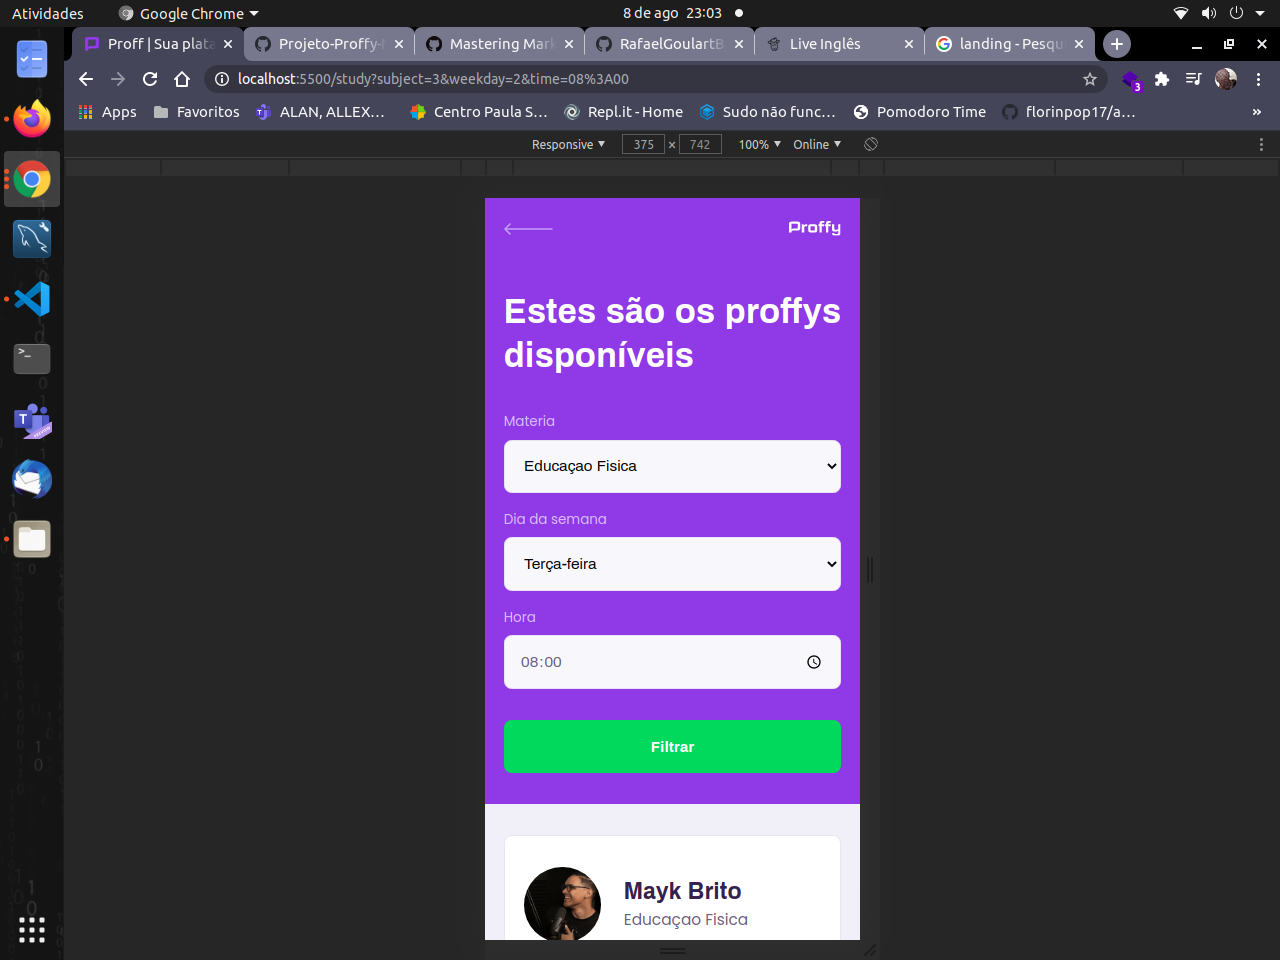 Atividades
Google Chrome
8 de ago 23:03
Proff | Sua plata
Projeto-Proffy-
Mastering Mark
RafaelGoulartB
Live Inglês
landing - Pesqu
localhost:5500/study?subject=3&weekday=2&time=08%3A00
3
Apps
Favoritos
ALAN, ALLEX...
Centro Paula S...
Repl.it - Home
Sudo não func...
Pomodoro Time
florinpop17/a...
»
Responsive
375 × 742
100%
Online
Proffy
Estes são os proffys
disponíveis
Materia
Educaçao Fisica
Dia da semana
Terça-feira
Hora
08:00
Filtrar
Mayk Brito
Educaçao Fisica